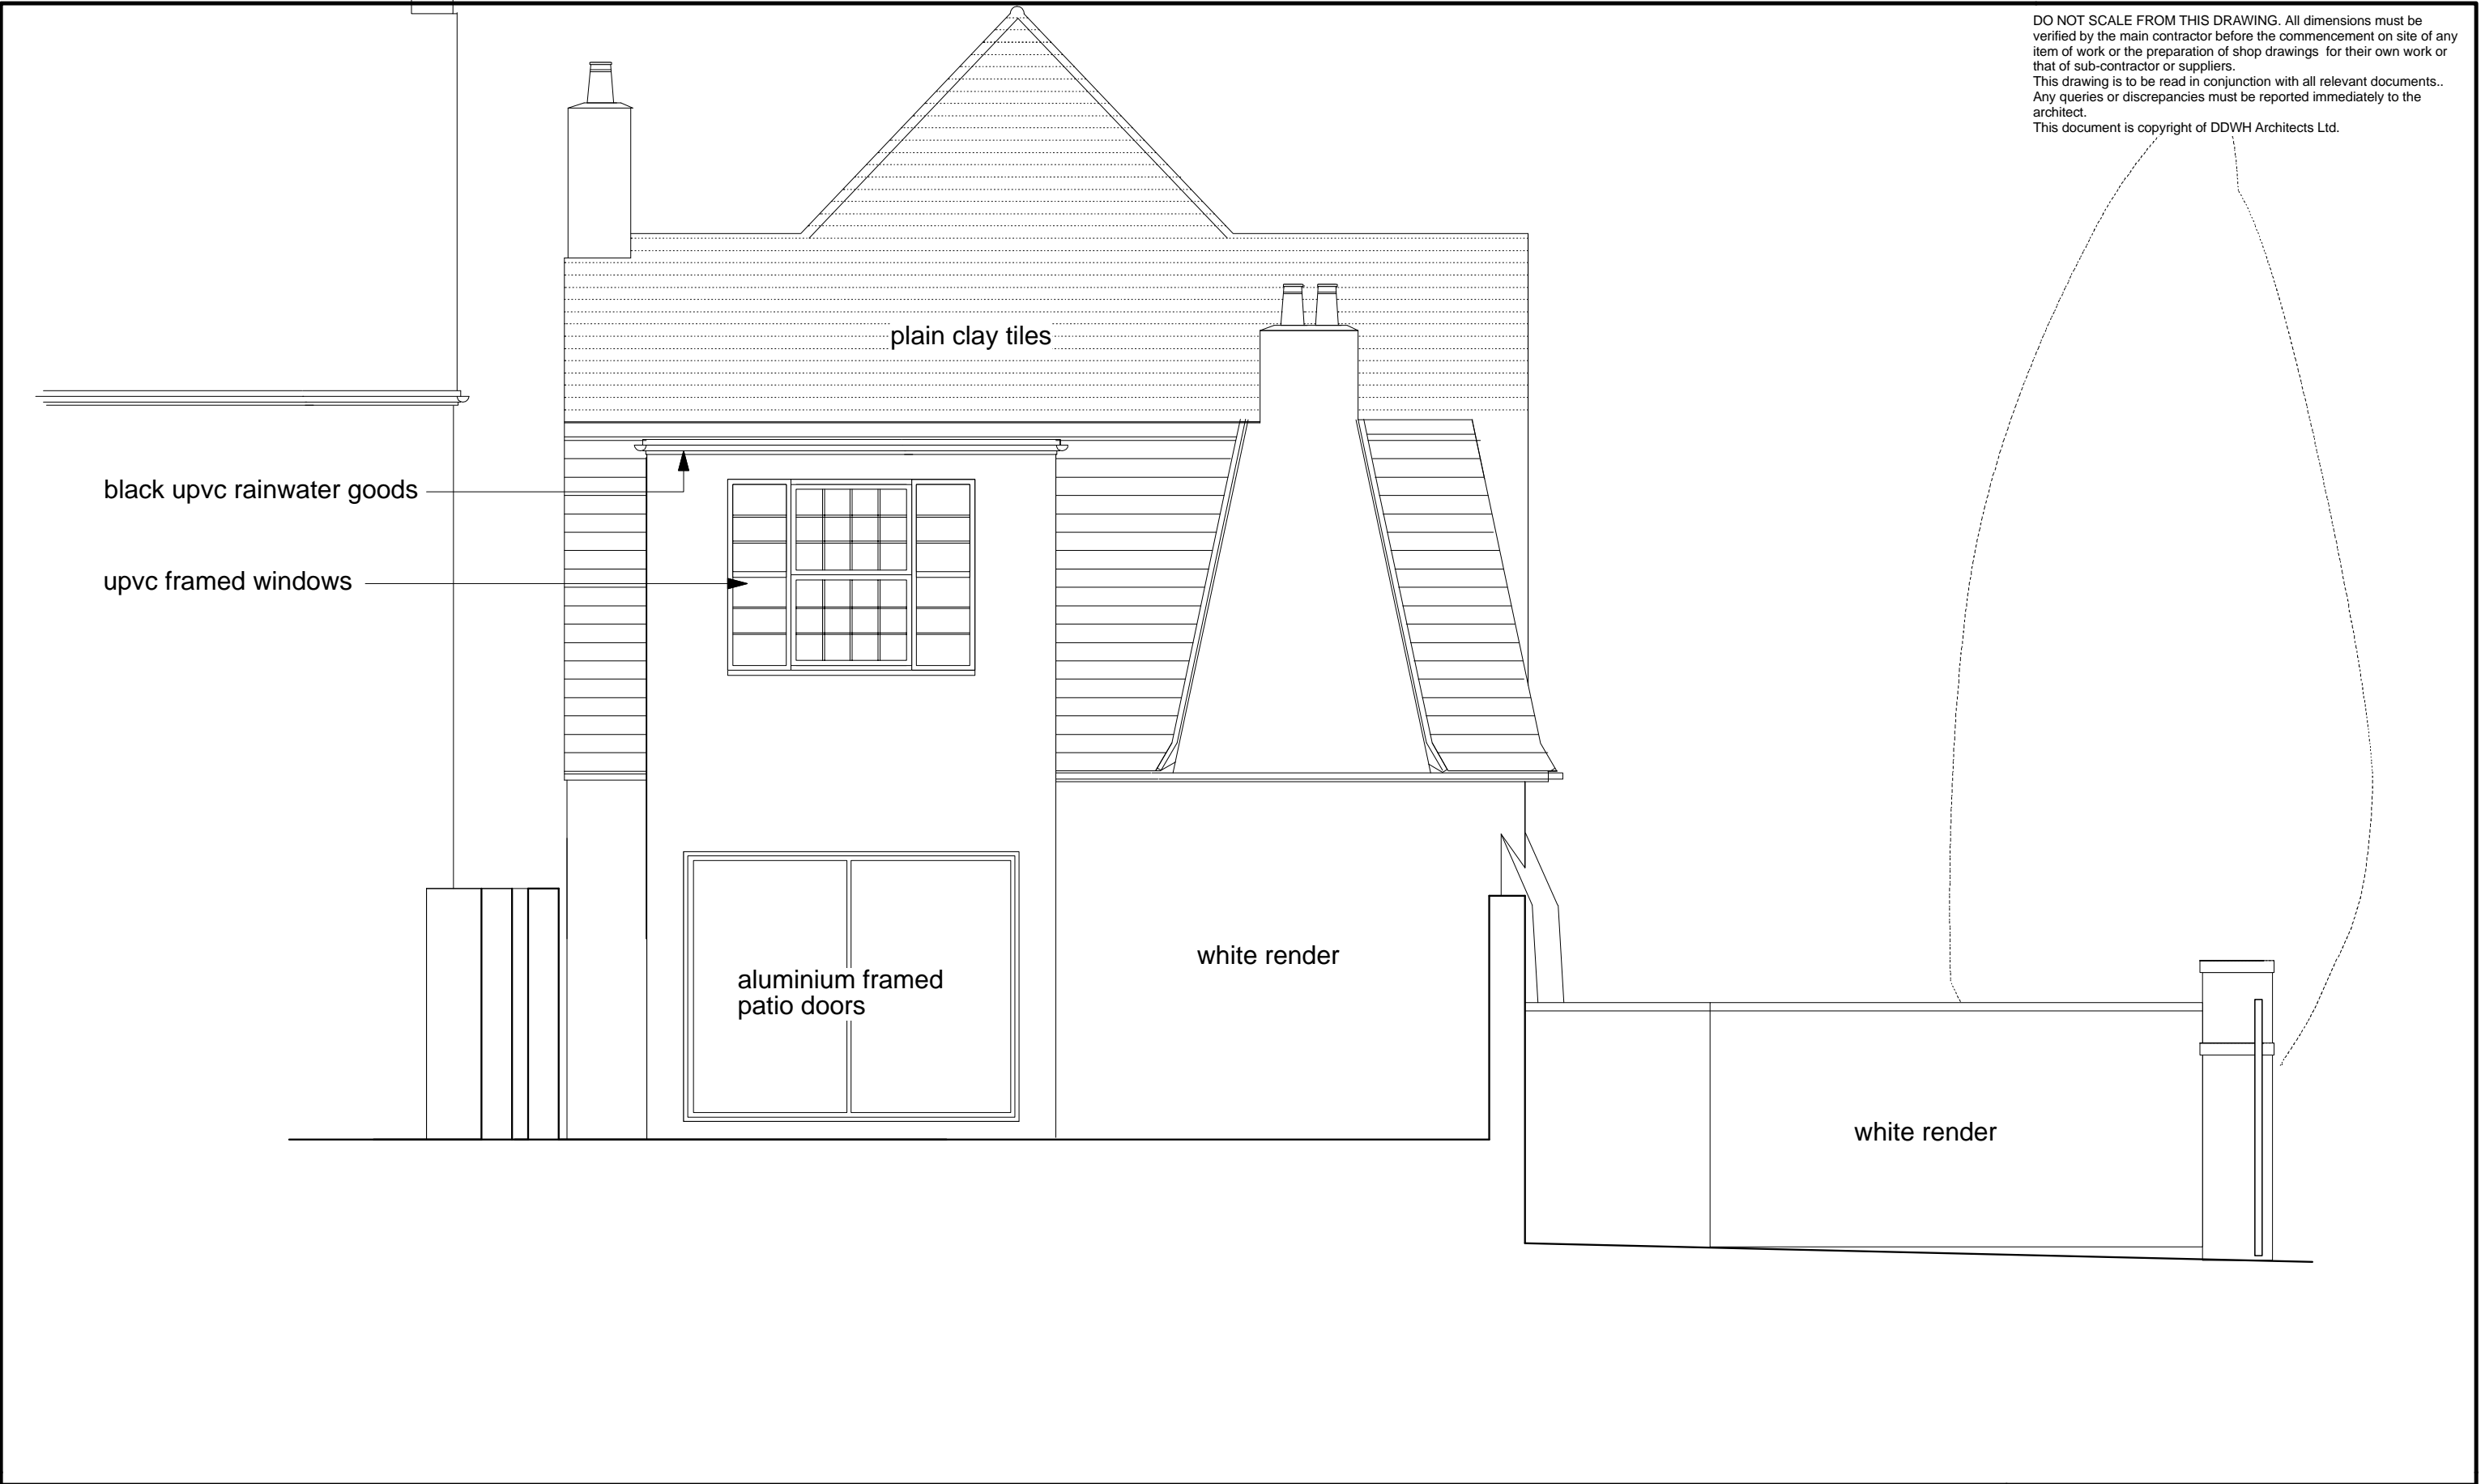 DO NOT SCALE FROM THIS DRAWING. All dimensions must be
verified by the main contractor before the commencement on site of any
item of work or the preparation of shop drawings for their own work or
that of sub-contractor or suppliers.
This drawing is to be read in conjunction with all relevant documents..
Any queries or discrepancies must be reported immediately to the
architect.
This document is copyright of DDWH Architects Ltd.
plain clay tiles
black upvc rainwater goods
upvc framed windows
aluminium framed
patio doors
white render
white render